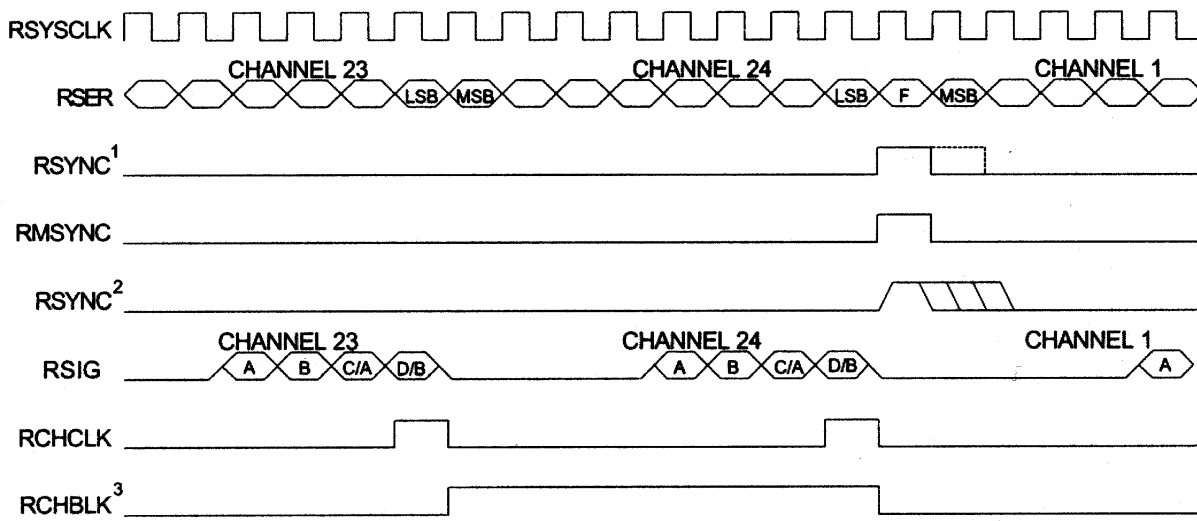 RSYSCLK
CHANNEL 23 CHANNEL 24 CHANNEL 1
RSER LSB MSB LSB F MSB
RSYNC¹
RMSYNC
RSYNC²
CHANNEL 23 CHANNEL 24 CHANNEL 1
RSIG A B C/A D/B A B C/A D/B A
RCHCLK
RCHBLK³